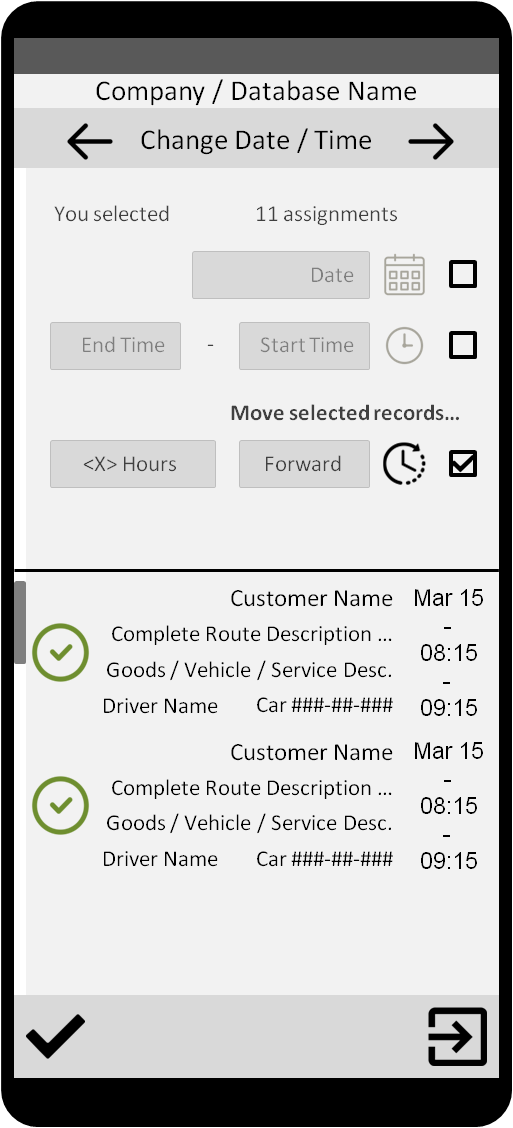 Company / Database Name
Change Date / Time
You selected 11 assignments
Date
End Time - Start Time
Move selected records...
<X> Hours Forward
Customer Name Mar 15
Complete Route Description ... -
08:15
Goods / Vehicle / Service Desc. -
Driver Name Car ###-##-### 09:15
Customer Name Mar 15
Complete Route Description ... -
08:15
Goods / Vehicle / Service Desc. -
Driver Name Car ###-##-### 09:15